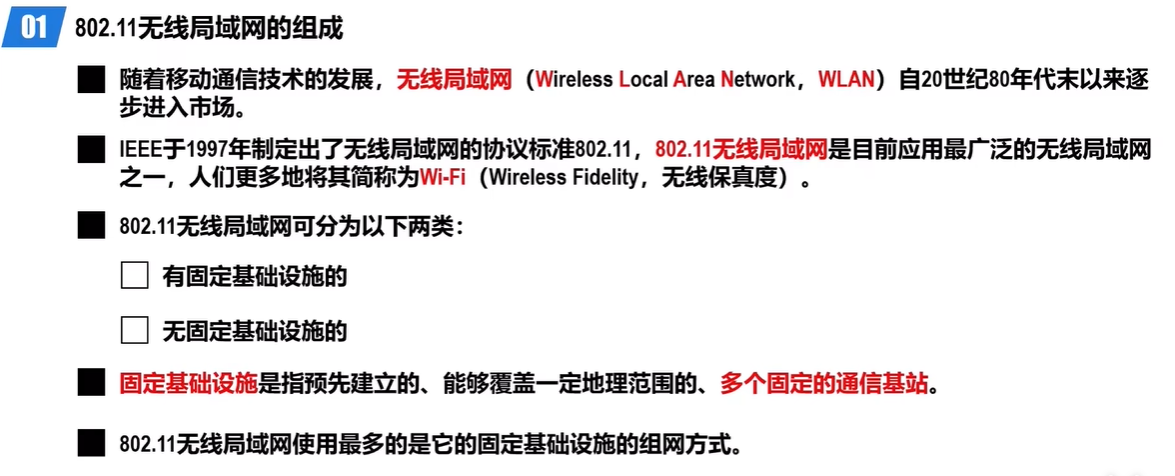 01 802.11无线局域网的组成
随着移动通信技术的发展，无线局域网（Wireless Local Area Network，WLAN）自20世纪80年代末以来逐
步进入市场。
IEEE于1997年制定出了无线局域网的协议标准802.11，802.11无线局域网是目前应用最广泛的无线局域网
之一，人们更多地将其简称为Wi-Fi（Wireless Fidelity，无线保真度）。
802.11无线局域网可分为以下两类：
有固定基础设施的
无固定基础设施的
固定基础设施是指预先建立的、能够覆盖一定地理范围的、多个固定的通信基站。
802.11无线局域网使用最多的是它的固定基础设施的组网方式。